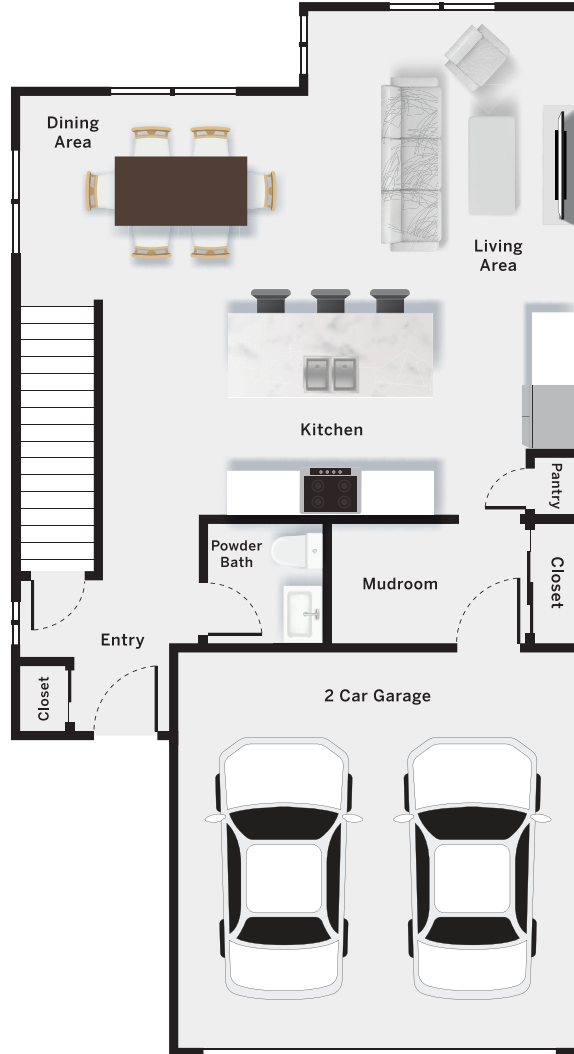 Dining
Area
Living
Area
Kitchen
Pantry
Powder
Bath
Mudroom
Closet
Entry
Closet
2 Car Garage